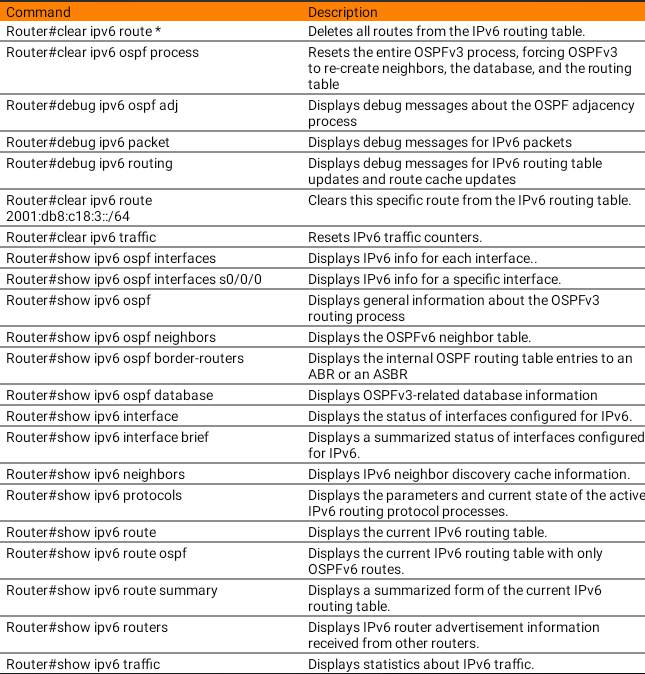 Command Description
Router#clear ipv6 route * Deletes all routes from the IPv6 routing table.
Router#clear ipv6 ospf process Resets the entire OSPFv3 process, forcing OSPFv3
to re-create neighbors, the database, and the routing
table
Router#debug ipv6 ospf adj Displays debug messages about the OSPF adjacency
process
Router#debug ipv6 packet Displays debug messages for IPv6 packets
Router#debug ipv6 routing Displays debug messages for IPv6 routing table
updates and route cache updates
Router#clear ipv6 route Clears this specific route from the IPv6 routing table.
2001:db8:c18:3::/64
Router#clear ipv6 traffic Resets IPv6 traffic counters.
Router#show ipv6 ospf interfaces Displays IPv6 info for each interface..
Router#show ipv6 ospf interfaces s0/0/0 Displays IPv6 info for a specific interface.
Router#show ipv6 ospf Displays general information about the OSPFv3
routing process
Router#show ipv6 ospf neighbors Displays the OSPFv6 neighbor table.
Router#show ipv6 ospf border-routers Displays the internal OSPF routing table entries to an
ABR or an ASBR
Router#show ipv6 ospf database Displays OSPFv3-related database information
Router#show ipv6 interface Displays the status of interfaces configured for IPv6.
Router#show ipv6 interface brief Displays a summarized status of interfaces configured
for IPv6.
Router#show ipv6 neighbors Displays IPv6 neighbor discovery cache information.
Router#show ipv6 protocols Displays the parameters and current state of the active
IPv6 routing protocol processes.
Router#show ipv6 route Displays the current IPv6 routing table.
Router#show ipv6 route ospf Displays the current IPv6 routing table with only
OSPFv6 routes.
Router#show ipv6 route summary Displays a summarized form of the current IPv6
routing table.
Router#show ipv6 routers Displays IPv6 router advertisement information
received from other routers.
Router#show ipv6 traffic Displays statistics about IPv6 traffic.